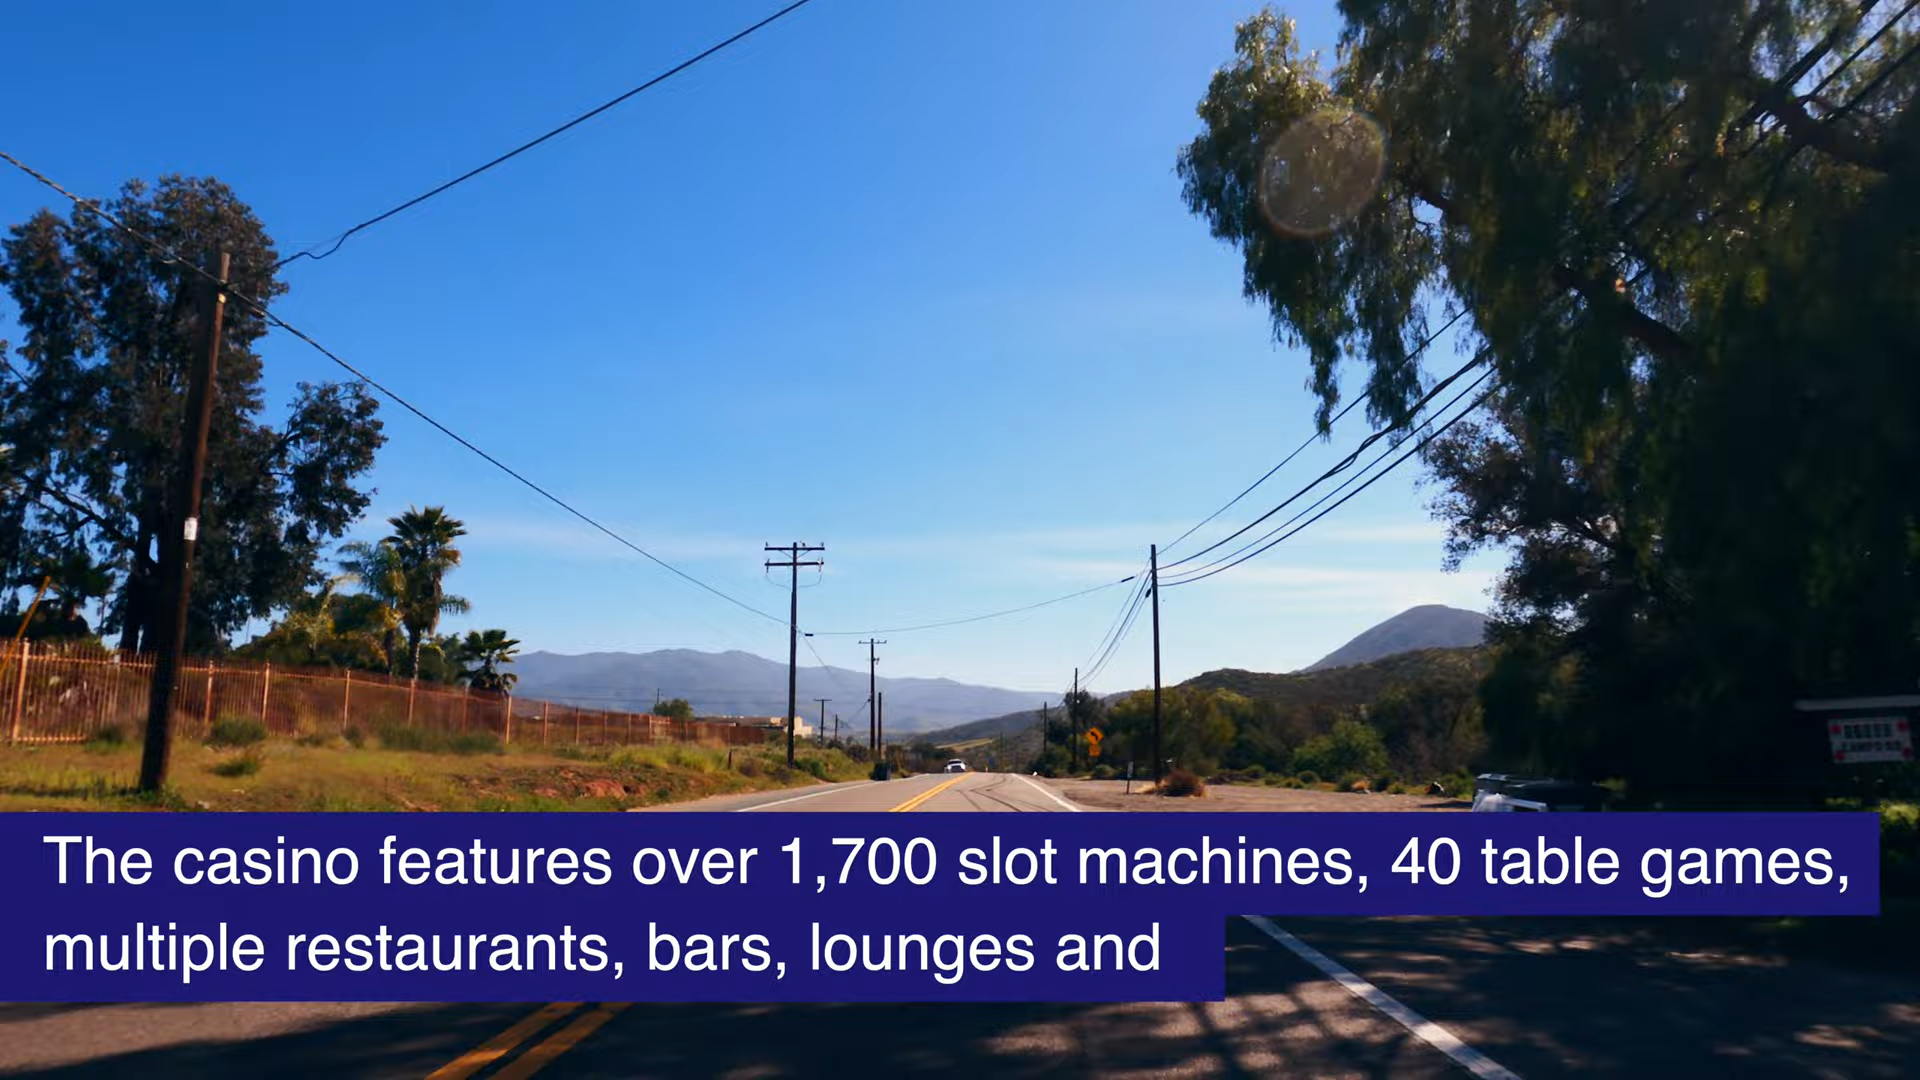 The casino features over 1,700 slot machines, 40 table games,
multiple restaurants, bars, lounges and